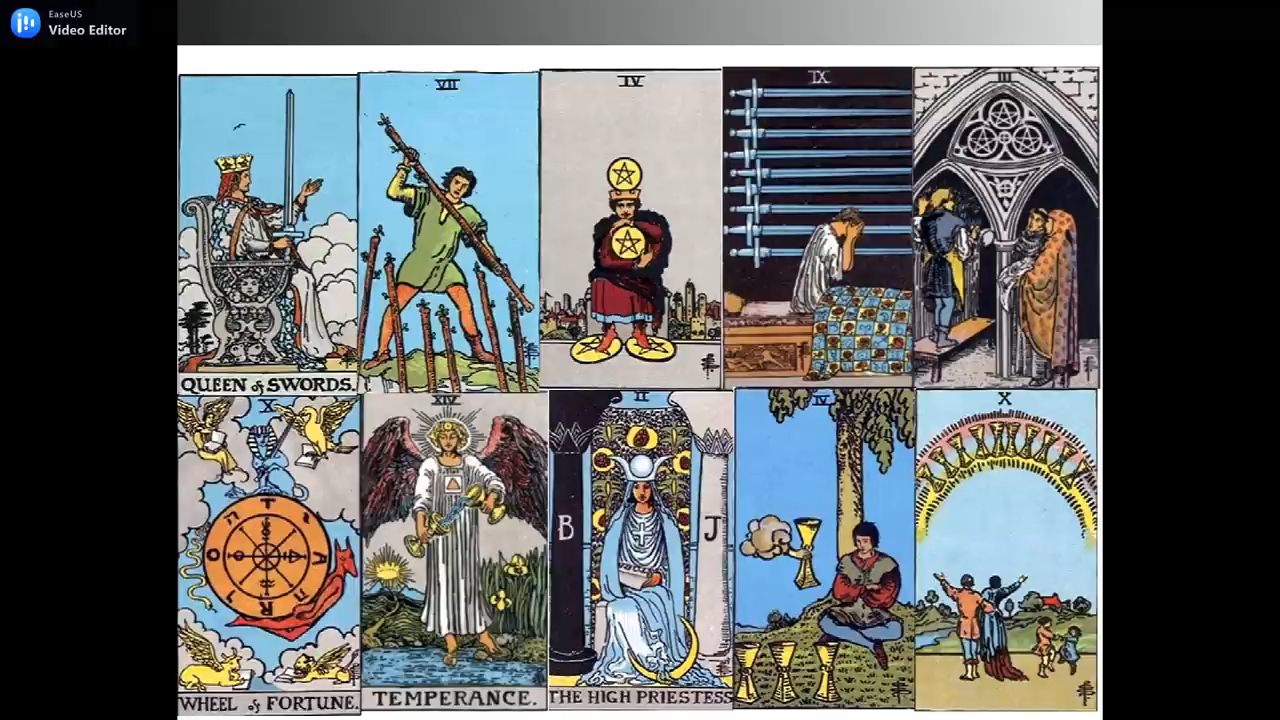 EaseUS
Video Editor
VII
IV
IX
III
QUEEN of SWORDS.
X
XIV
II
IV
X
T
A
R
O
B
J
WHEEL of FORTUNE.
TEMPERANCE.
THE HIGH PRIESTESS